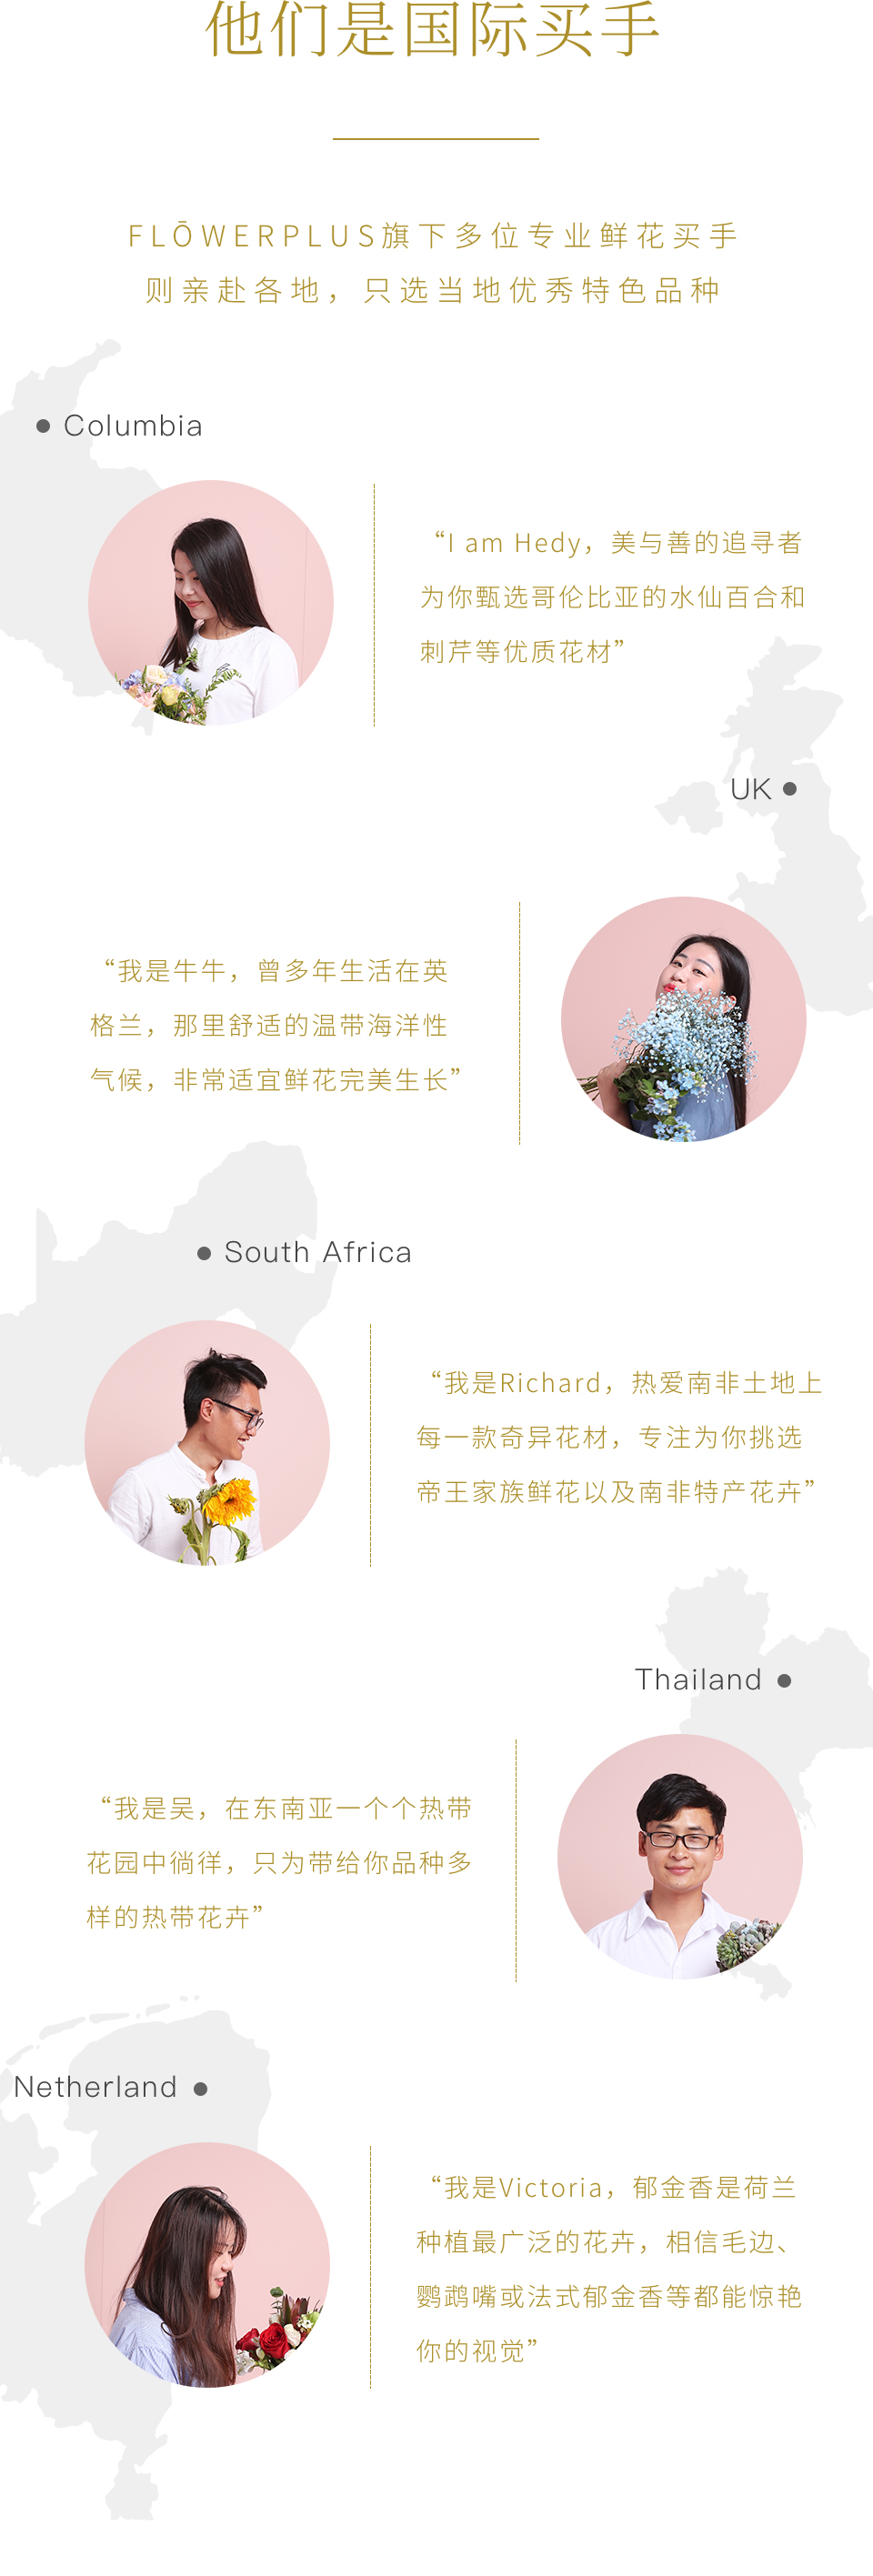 他们是国际买手
FLŌWERPLUS旗下多位专业鲜花买手
则亲赴各地，只选当地优秀特色品种
Columbia
“I am Hedy，美与善的追寻者
为你甄选哥伦比亚的水仙百合和
刺芹等优质花材”
UK
“我是牛牛，曾多年生活在英
格兰，那里舒适的温带海洋性
气候，非常适宜鲜花完美生长”
South Africa
“我是Richard，热爱南非土地上
每一款奇异花材，专注为你挑选
帝王家族鲜花以及南非特产花卉”
Thailand
“我是吴，在东南亚一个个热带
花园中徜徉，只为带给你品种多
样的热带花卉”
Netherland
“我是Victoria，郁金香是荷兰
种植最广泛的花卉，相信毛边、
鹦鹉嘴或法式郁金香等都能惊艳
你的视觉”